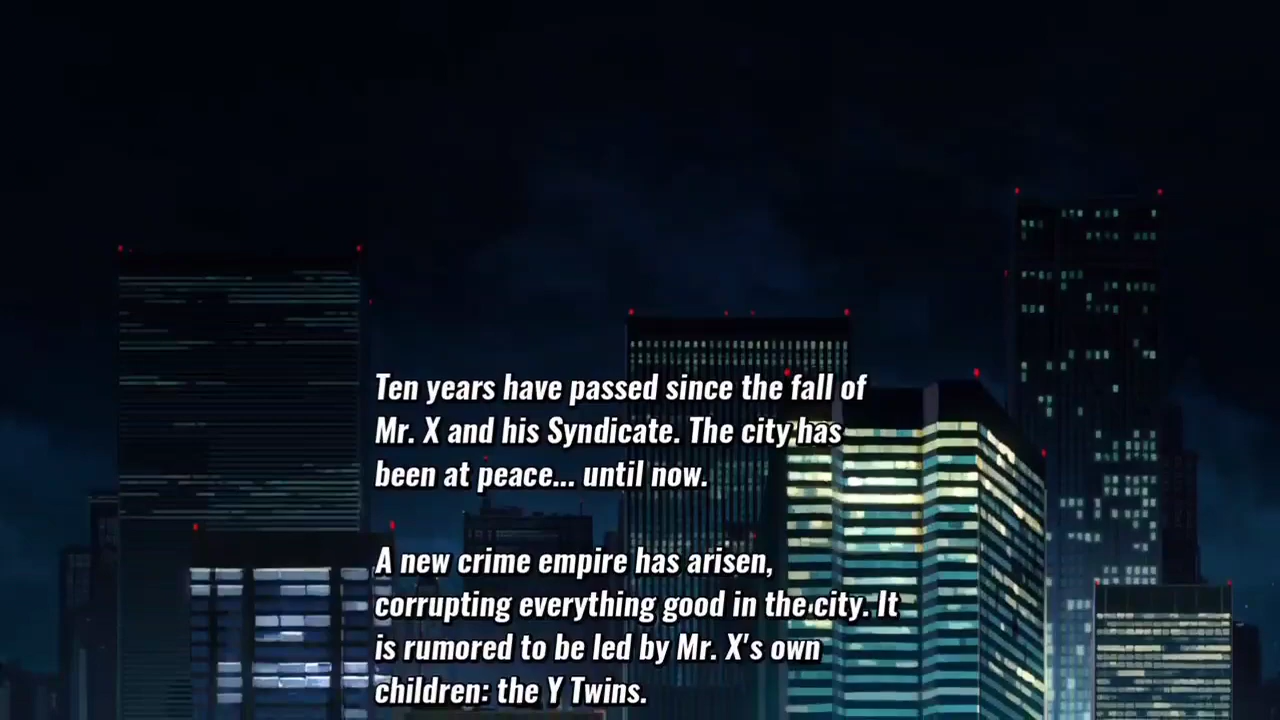 Ten years have passed since the fall of
Mr. X and his Syndicate. The city has
been at peace... until now.
A new crime empire has arisen,
corrupting everything good in the city. It
is rumored to be led by Mr. X's own
children: the Y Twins.